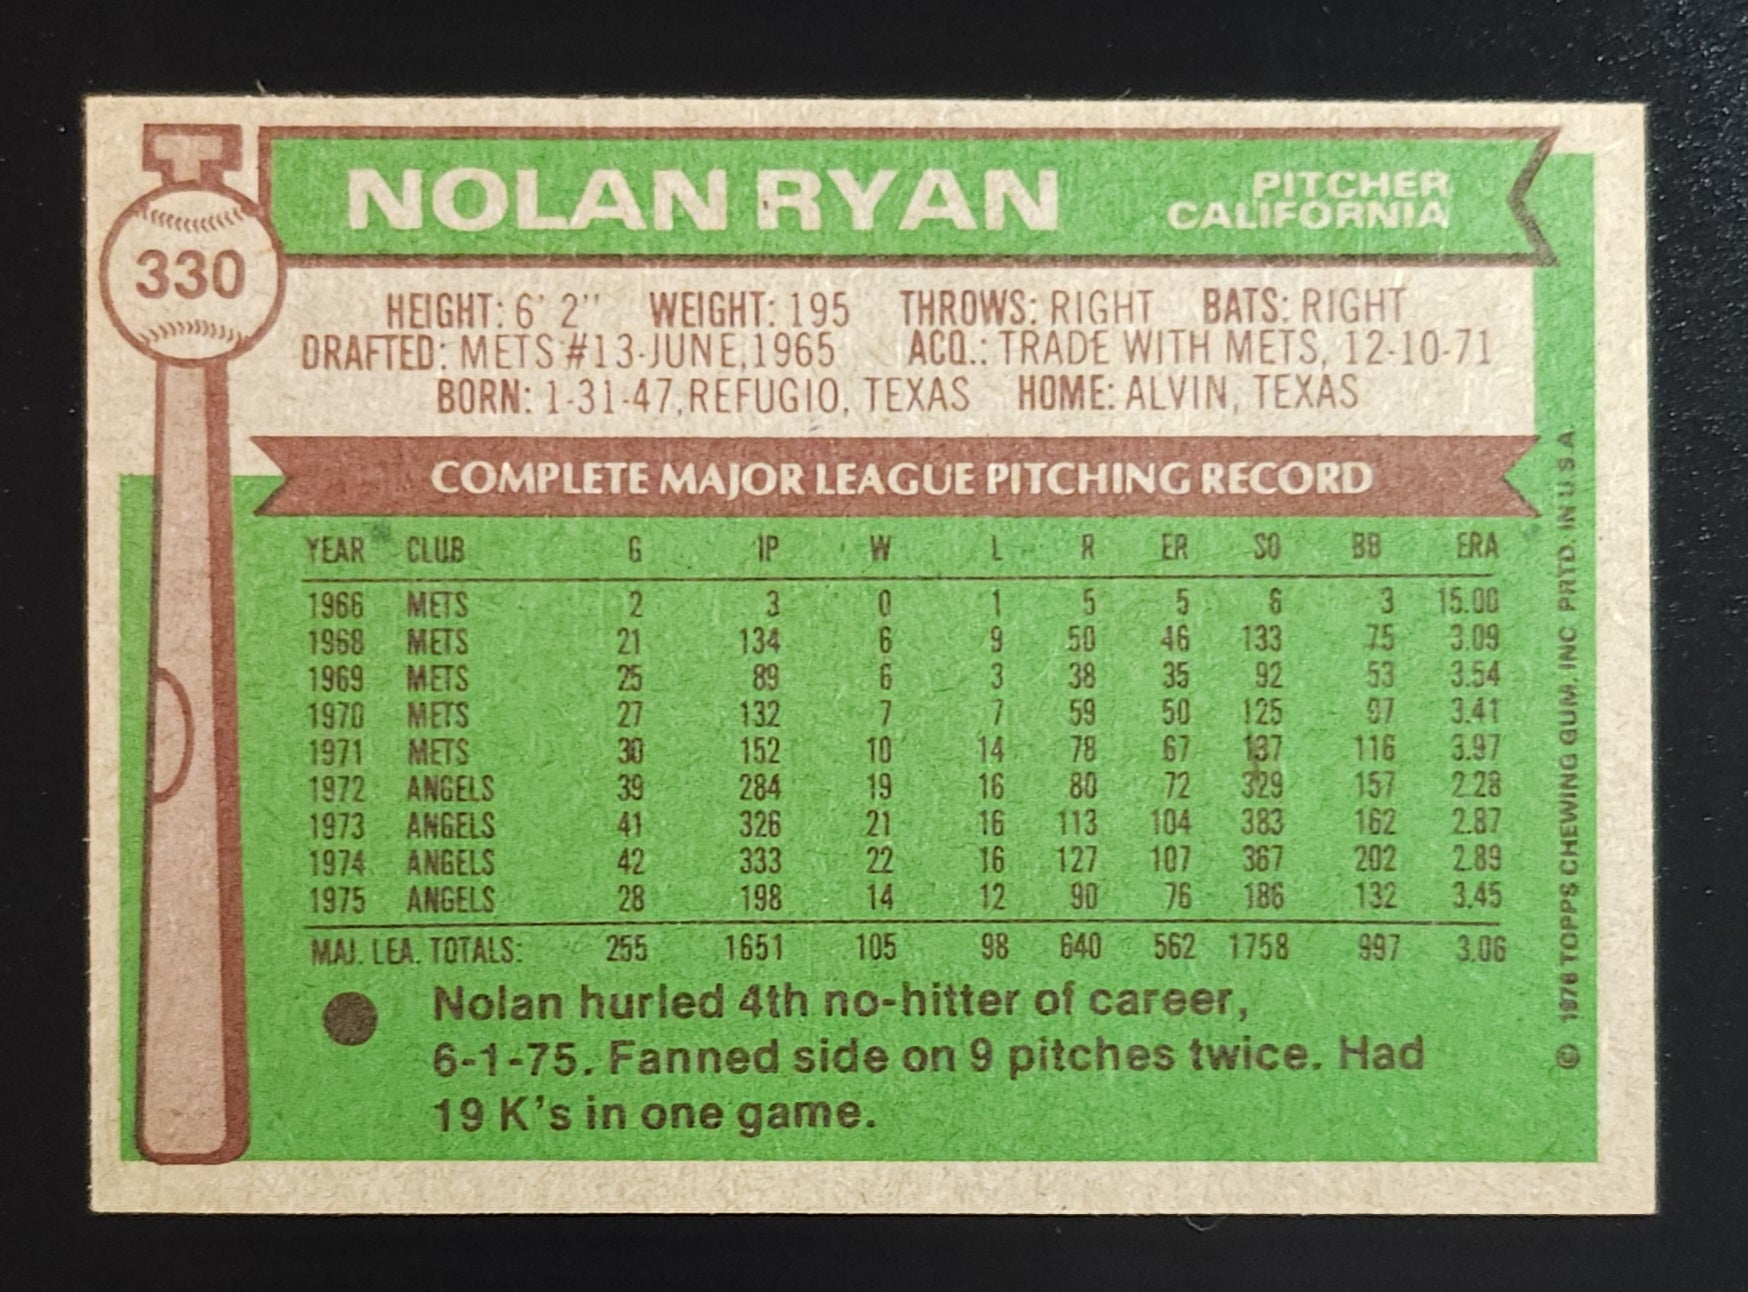 T
NOLAN RYAN
PITCHER
CALIFORNIA
330
HEIGHT: 6' 2" WEIGHT: 195 THROWS: RIGHT BATS: RIGHT
DRAFTED: METS #13-JUNE, 1965 ACQ.: TRADE WITH METS, 12-10-71
BORN: 1-31-47, REFUGIO, TEXAS HOME: ALVIN, TEXAS
COMPLETE MAJOR LEAGUE PITCHING RECORD
YEAR CLUB G IP W L R ER SO BB ERA
1966 METS 2 3 0 1 5 5 6 3 15.00
1968 METS 21 134 6 9 50 46 133 75 3.09
1969 METS 25 89 6 3 38 35 92 53 3.54
1970 METS 27 132 7 7 59 50 125 97 3.41
1971 METS 30 152 10 14 78 67 137 116 3.97
1972 ANGELS 39 284 19 16 80 72 329 157 2.28
1973 ANGELS 41 326 21 16 113 104 383 162 2.87
1974 ANGELS 42 333 22 16 127 107 367 202 2.89
1975 ANGELS 28 198 14 12 90 76 186 132 3.45
MAJ. LEA. TOTALS: 255 1651 105 98 640 562 1758 997 3.06
Nolan hurled 4th no-hitter of career,
6-1-75. Fanned side on 9 pitches twice. Had
19 K's in one game.
© 1976 TOPPS CHEWING GUM, INC. PRTD. IN U.S.A.